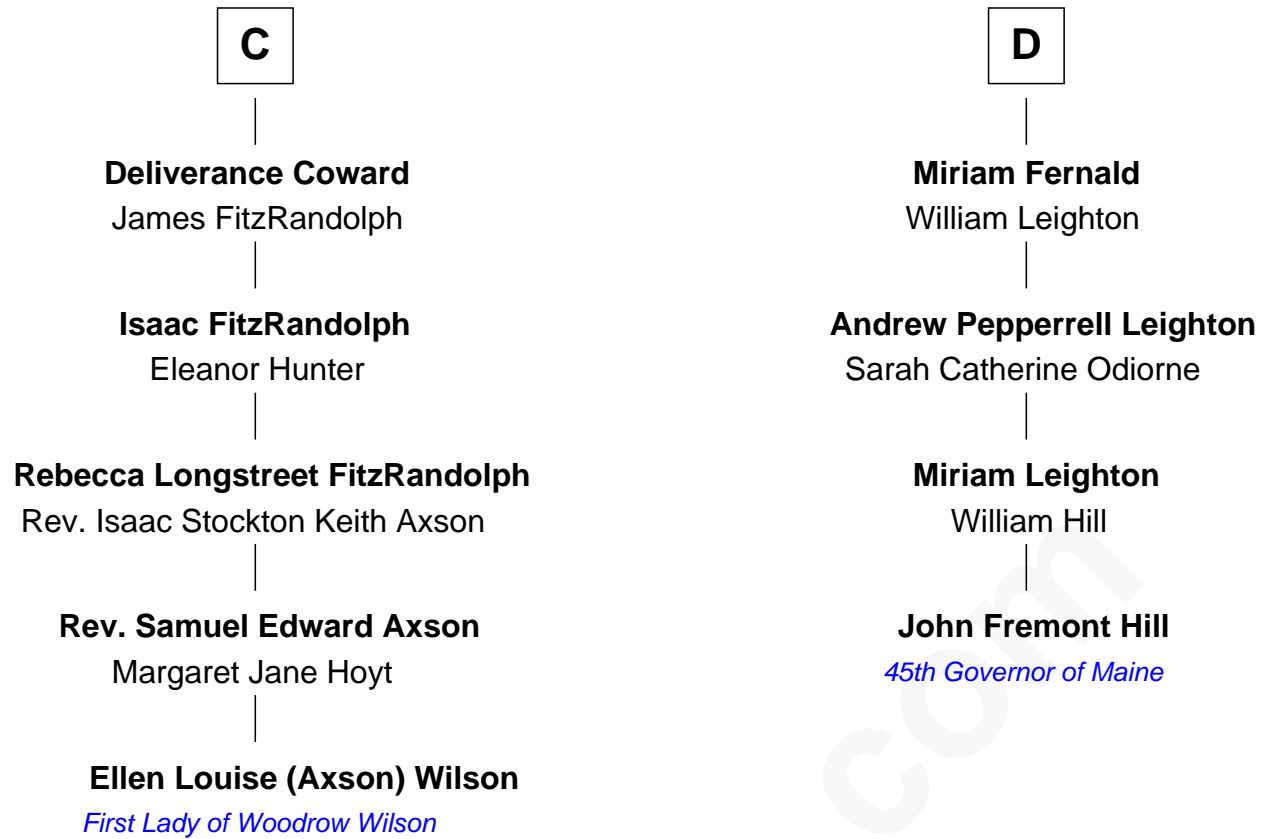 C
Deliverance Coward
James FitzRandolph
Isaac FitzRandolph
Eleanor Hunter
Rebecca Longstreet FitzRandolph
Rev. Isaac Stockton Keith Axson
Rev. Samuel Edward Axson
Margaret Jane Hoyt
Ellen Louise (Axson) Wilson
First Lady of Woodrow Wilson
D
Miriam Fernald
William Leighton
Andrew Pepperrell Leighton
Sarah Catherine Odiorne
Miriam Leighton
William Hill
John Fremont Hill
45th Governor of Maine
com